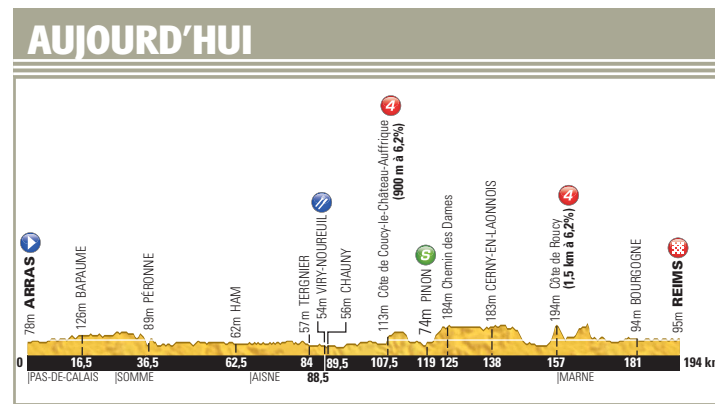 AUJOURD'HUI
78m ARRAS
126m BAPAUME
89m PÉRONNE
62m HAM
57m TERGNIER
54m VIRY-NOUREUIL
56m CHAUNY
4
113m Côte de Coucy-le-Château-Auffrique
(900 m à 6,2%)
S
74m PINON
184m Chemin des Dames
183m CERNY-EN-LAONNOIS
4
194m Côte de Roucy
(1,5 km à 6,2%)
94m BOURGOGNE
95m REIMS
0 16,5 36,5 62,5 84 89,5 107,5 119 125 138 157 181 194 km
88,5
|PAS-DE-CALAIS |SOMME |AISNE |MARNE